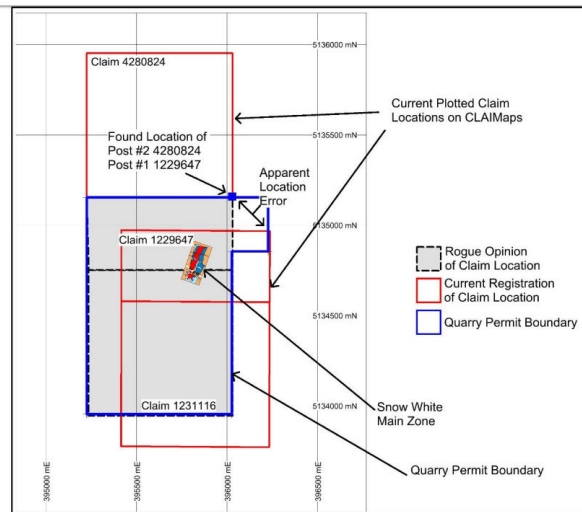 5136000 mN
Claim 4280824
Current Plotted Claim
Locations on CLAIMaps
5135500 mN
Found Location of
Post #2 4280824
Post #1 1229647
Apparent
Location
Error
5135000 mN
Claim 1229647
Rogue Opinion
of Claim Location
Current Registration
of Claim Location
Quarry Permit Boundary
5134500 mN
Snow White
Main Zone
Claim 1231116
5134000 mN
Quarry Permit Boundary
395000 mE
395500 mE
396000 mE
396500 mE